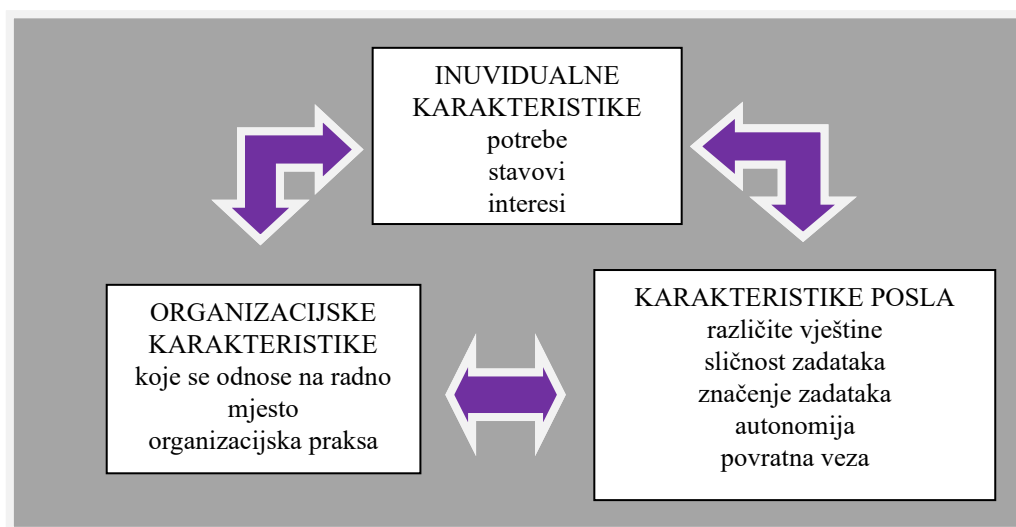 INUVIDUALNE
KARAKTERISTIKE
potrebe
stavovi
interesi
ORGANIZACIJSKE
KARAKTERISTIKE
koje se odnose na radno
mjesto
organizacijska praksa
KARAKTERISTIKE POSLA
različite vještine
sličnost zadataka
značenje zadataka
autonomija
povratna veza